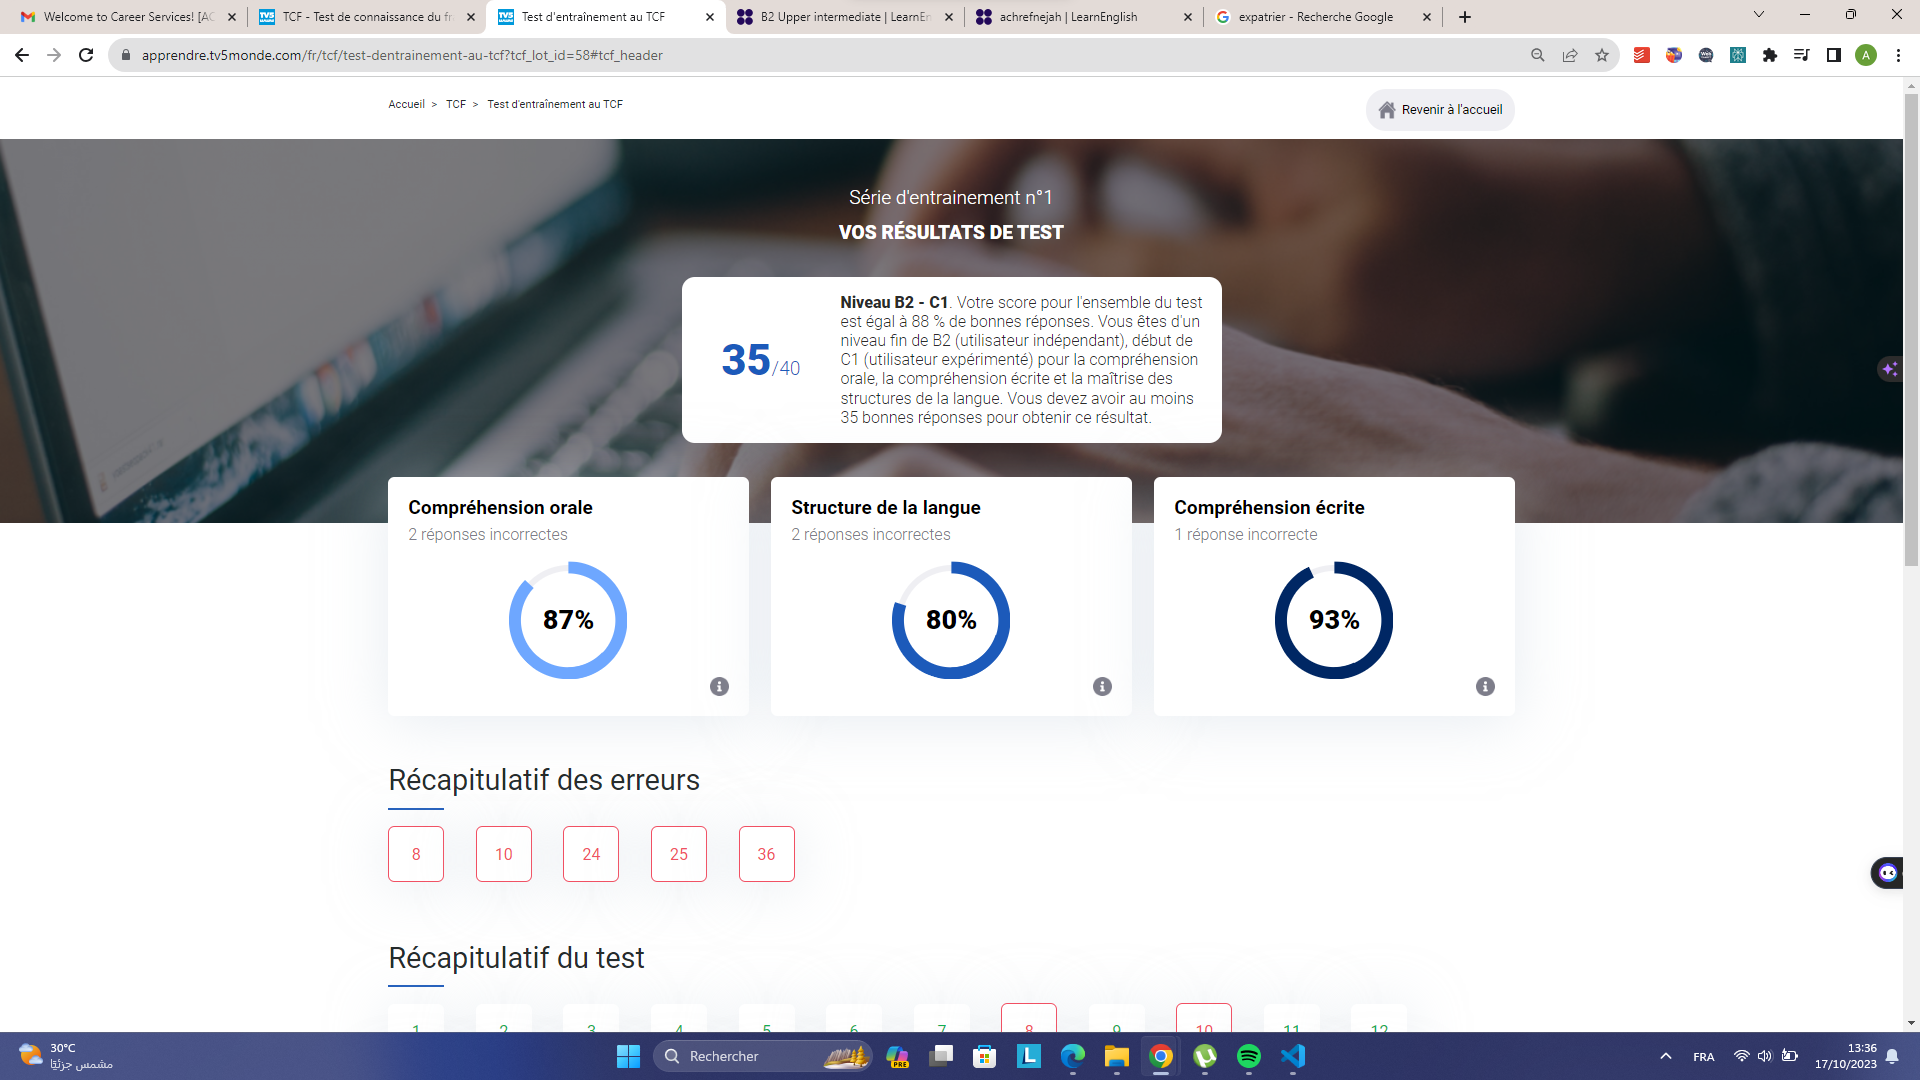 Welcome to Career Services! [AC
TCF - Test de connaissance du fra
Test d'entraînement au TCF
B2 Upper intermediate | LearnEn
achrefnejah | LearnEnglish
expatrier - Recherche Google
apprendre.tv5monde.com/fr/tcf/test-dentrainement-au-tcf?tcf_lot_id=58#tcf_header
A
Accueil > TCF > Test d'entraînement au TCF
Revenir à l'accueil
Série d'entrainement n°1
VOS RÉSULTATS DE TEST
35/40
Niveau B2 - C1. Votre score pour l'ensemble du test
est égal à 88 % de bonnes réponses. Vous êtes d'un
niveau fin de B2 (utilisateur indépendant), début de
C1 (utilisateur expérimenté) pour la compréhension
orale, la compréhension écrite et la maîtrise des
structures de la langue. Vous devez avoir au moins
35 bonnes réponses pour obtenir ce résultat.
Compréhension orale
2 réponses incorrectes
87%
Structure de la langue
2 réponses incorrectes
80%
Compréhension écrite
1 réponse incorrecte
93%
Récapitulatif des erreurs
8 10 24 25 36
Récapitulatif du test
1 2 3 4 5 6 7 8 9 10 11 12
30°C
مشمس جزئيًا
Rechercher
PRE
L
FRA
13:36
17/10/2023